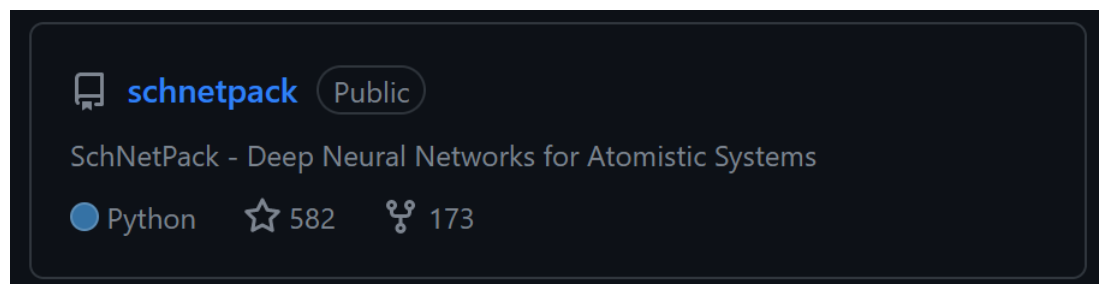 schnetpack Public
SchNetPack - Deep Neural Networks for Atomistic Systems
Python 582 173